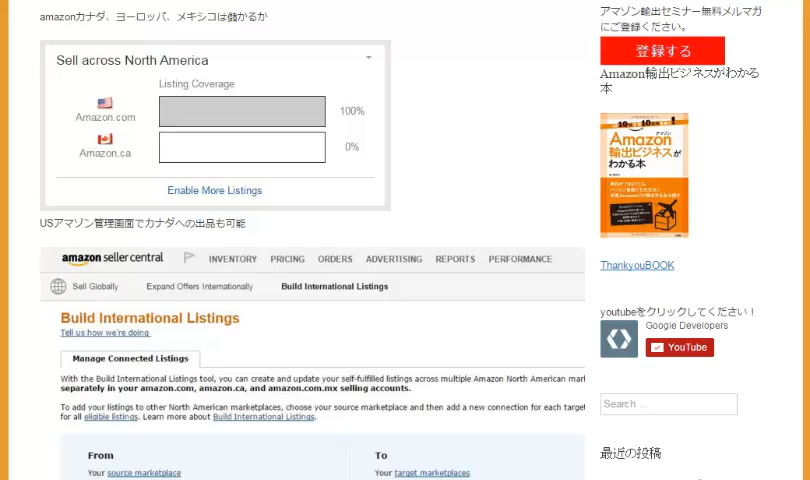 amazonカナダ、ヨーロッパ、メキシコは儲かるか
Sell across North America
Listing Coverage
Amazon.com
100%
Amazon.ca
0%
Enable More Listings
USアマゾン管理画面でカナダへの出品も可能
amazon seller central
INVENTORY PRICING ORDERS ADVERTISING REPORTS PERFORMANCE
Sell Globally Expand Offers Internationally Build International Listings
Build International Listings
Tell us how we're doing
Manage Connected Listings
With the Build International Listings tool, you can create and update your self-fulfilled listings across multiple Amazon North American
separately in your amazon.com, amazon.ca, and amazon.com.mx selling accounts.
To add your listings to other North American marketplaces, choose your source marketplace and then add a new connection for each target
for all eligible listings. Learn more about Build International Listings.
From To
Your source marketplace Your target marketplaces
アマゾン輸出セミナー無料メルマガ
にご登録ください。
登録する
Amazon輸出ビジネスがわかる
本
アマゾン
Amazon
輸出ビジネスが
わかる本
ThankyouBOOK
youtubeをクリックしてください！
Google Developers
YouTube
Search …
最近の投稿